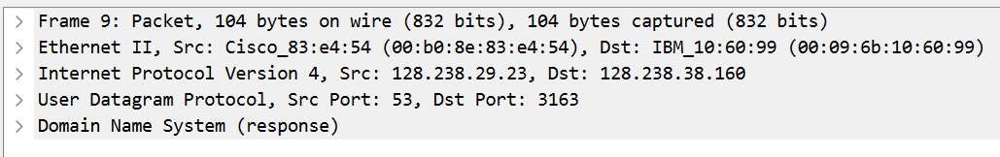 Frame 9: Packet, 104 bytes on wire (832 bits), 104 bytes captured (832 bits)
Ethernet II, Src: Cisco_83:e4:54 (00:b0:8e:83:e4:54), Dst: IBM_10:60:99 (00:09:6b:10:60:99)
Internet Protocol Version 4, Src: 128.238.29.23, Dst: 128.238.38.160
User Datagram Protocol, Src Port: 53, Dst Port: 3163
Domain Name System (response)